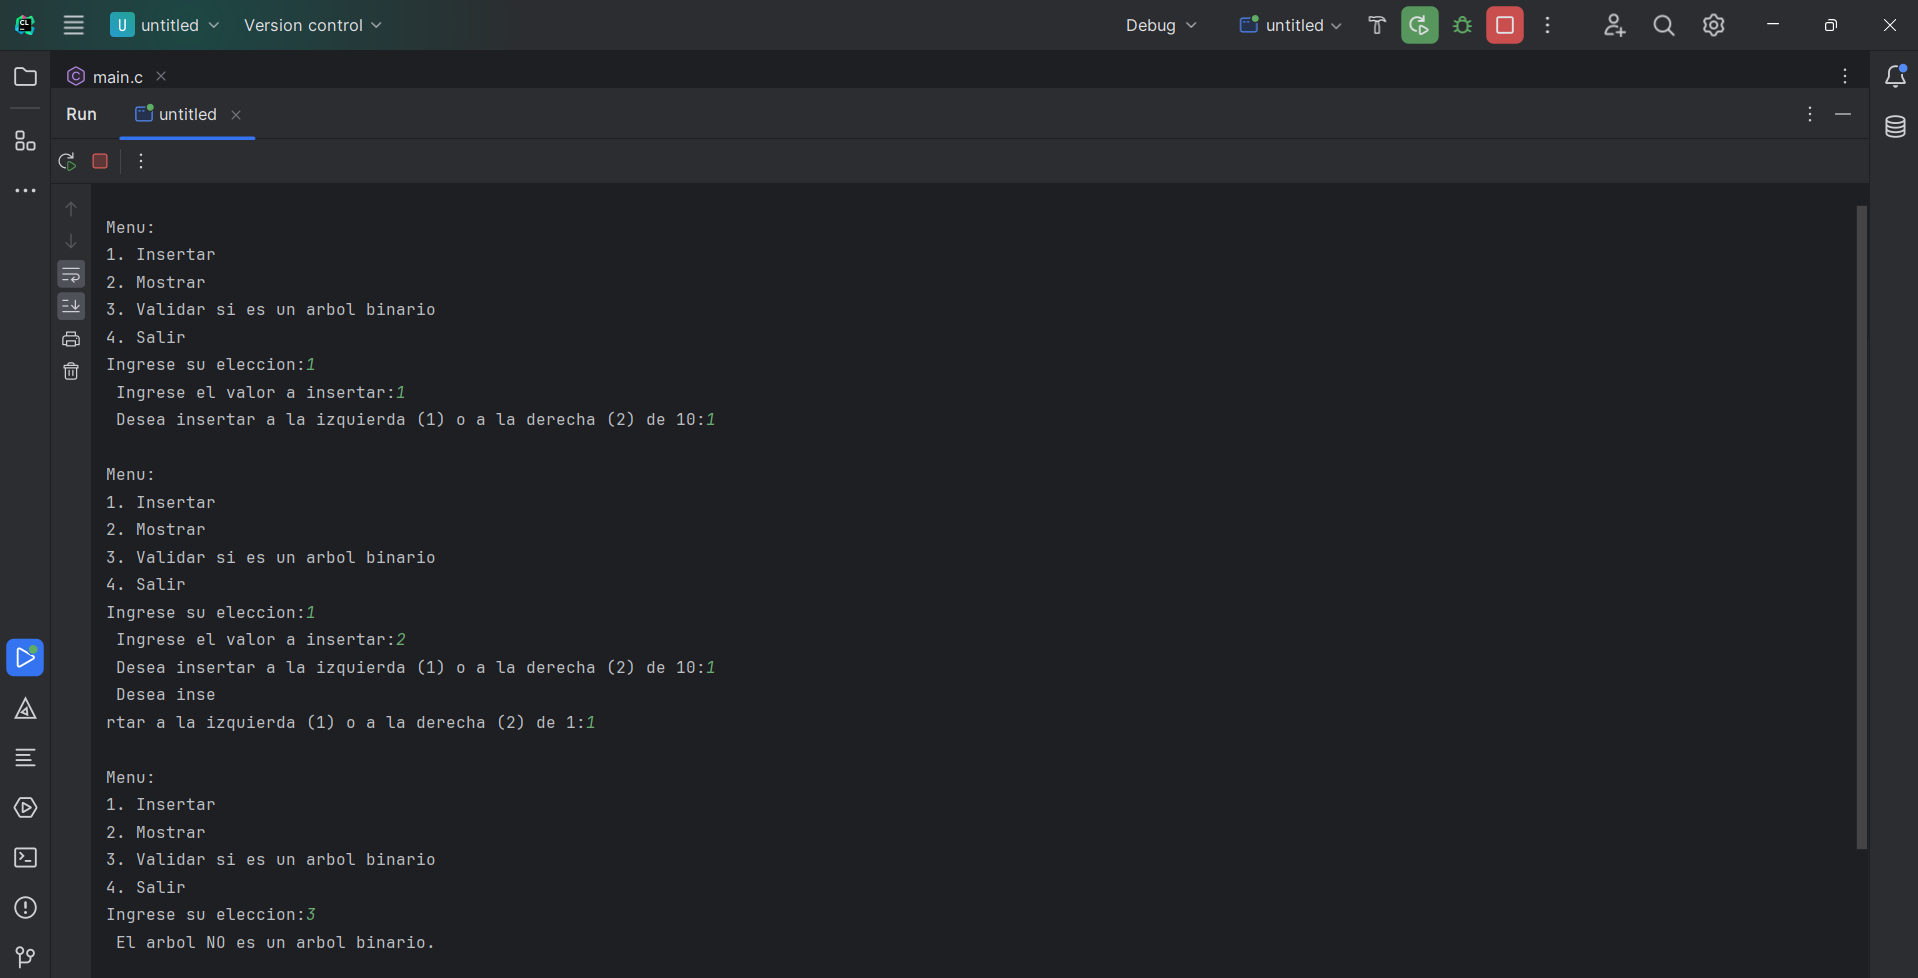 CL U untitled Version control Debug untitled
main.c
Run untitled
Menu:
1. Insertar
2. Mostrar
3. Validar si es un arbol binario
4. Salir
Ingrese su eleccion:1
Ingrese el valor a insertar:1
Desea insertar a la izquierda (1) o a la derecha (2) de 10:1
Menu:
1. Insertar
2. Mostrar
3. Validar si es un arbol binario
4. Salir
Ingrese su eleccion:1
Ingrese el valor a insertar:2
Desea insertar a la izquierda (1) o a la derecha (2) de 10:1
Desea inse
rtar a la izquierda (1) o a la derecha (2) de 1:1
Menu:
1. Insertar
2. Mostrar
3. Validar si es un arbol binario
4. Salir
Ingrese su eleccion:3
El arbol NO es un arbol binario.